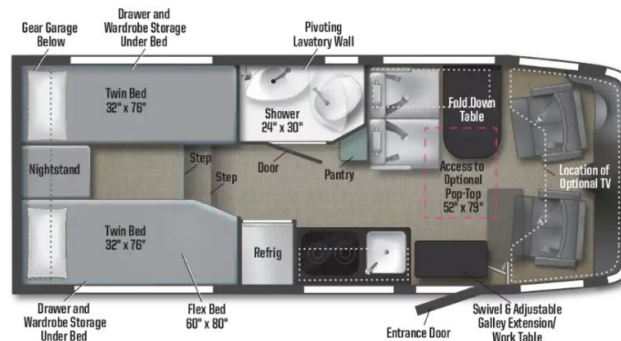 Gear Garage
Below
Drawer and
Wardrobe Storage
Under Bed
Pivoting
Lavatory Wall
Twin Bed
32" x 76"
Shower
24" x 30"
Fold Down
Table
Nightstand
Step
Step
Door
Pantry
Access to
Optional
Pop-Top
52" x 79"
Location of
Optional TV
Twin Bed
32" x 76"
Refrig
Drawer and
Wardrobe Storage
Under Bed
Flex Bed
60" x 80"
Entrance Door
Swivel & Adjustable
Galley Extension/
Work Table